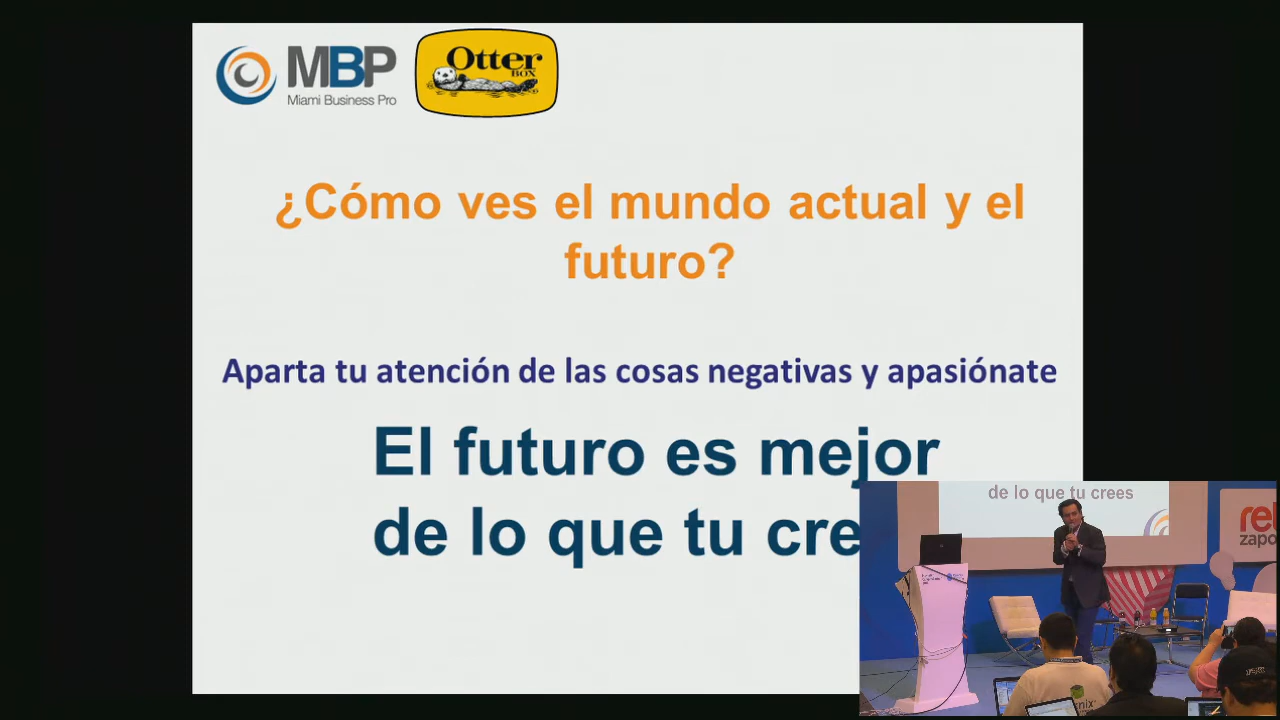 MBP
Miami Business Pro
Otter
BOX
¿Cómo ves el mundo actual y el
futuro?
Aparta tu atención de las cosas negativas y apasiónate
El futuro es mejor
de lo que tu cre
de lo que tu crees